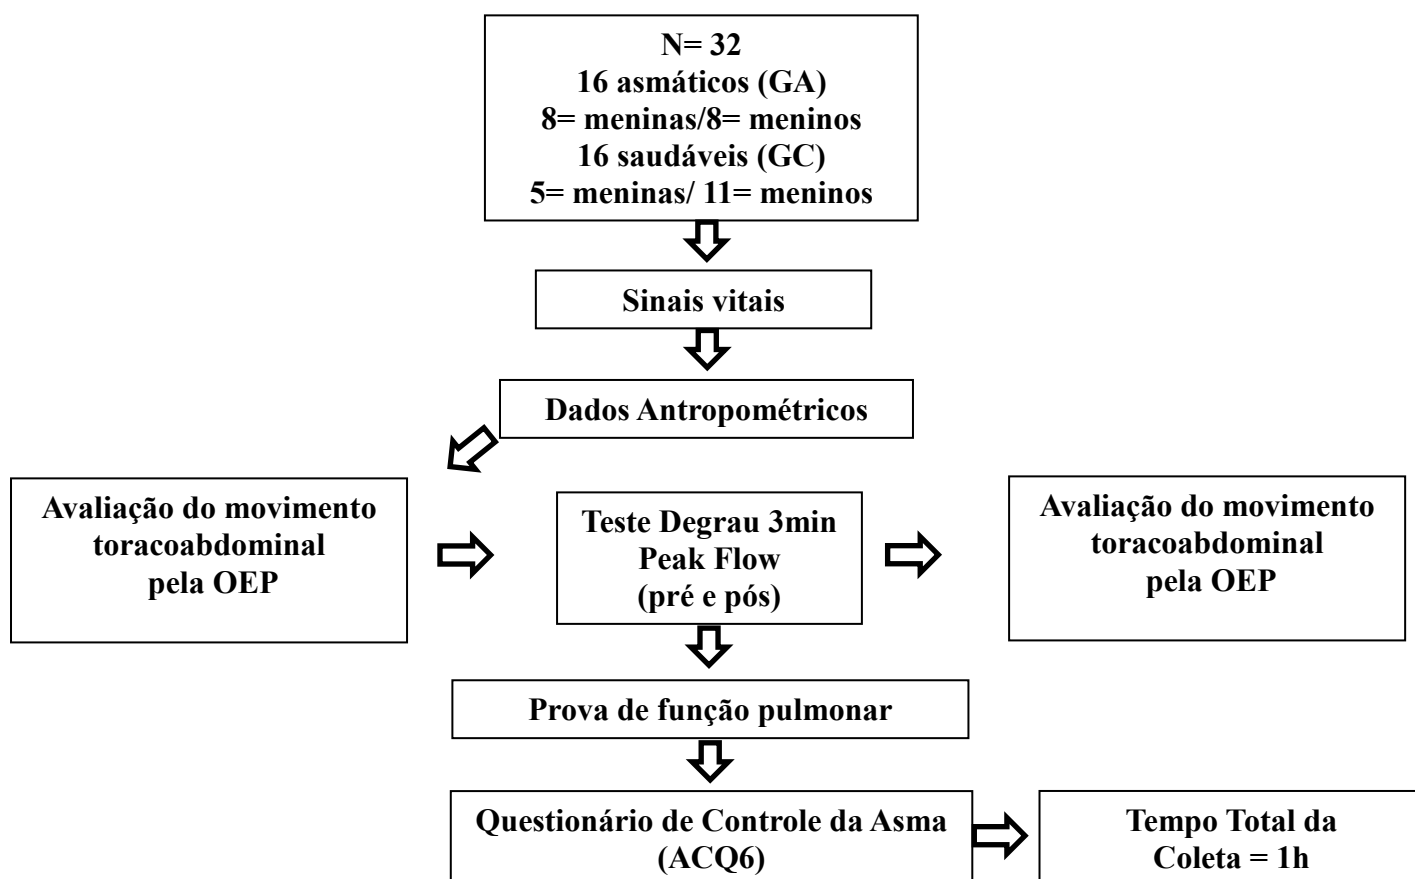 N= 32
16 asmáticos (GA)
8= meninas/8= meninos
16 saudáveis (GC)
5= meninas/ 11= meninos
Sinais vitais
Dados Antropométricos
Avaliação do movimento
toracoabdominal
pela OEP
Teste Degrau 3min
Peak Flow
(pré e pós)
Avaliação do movimento
toracoabdominal
pela OEP
Prova de função pulmonar
Questionário de Controle da Asma
(ACQ6)
Tempo Total da
Coleta = 1h